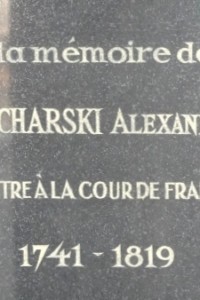 la mémoire de
CHARSKI ALEXAN
TRE À LA COUR DE FRA
1741 - 1819